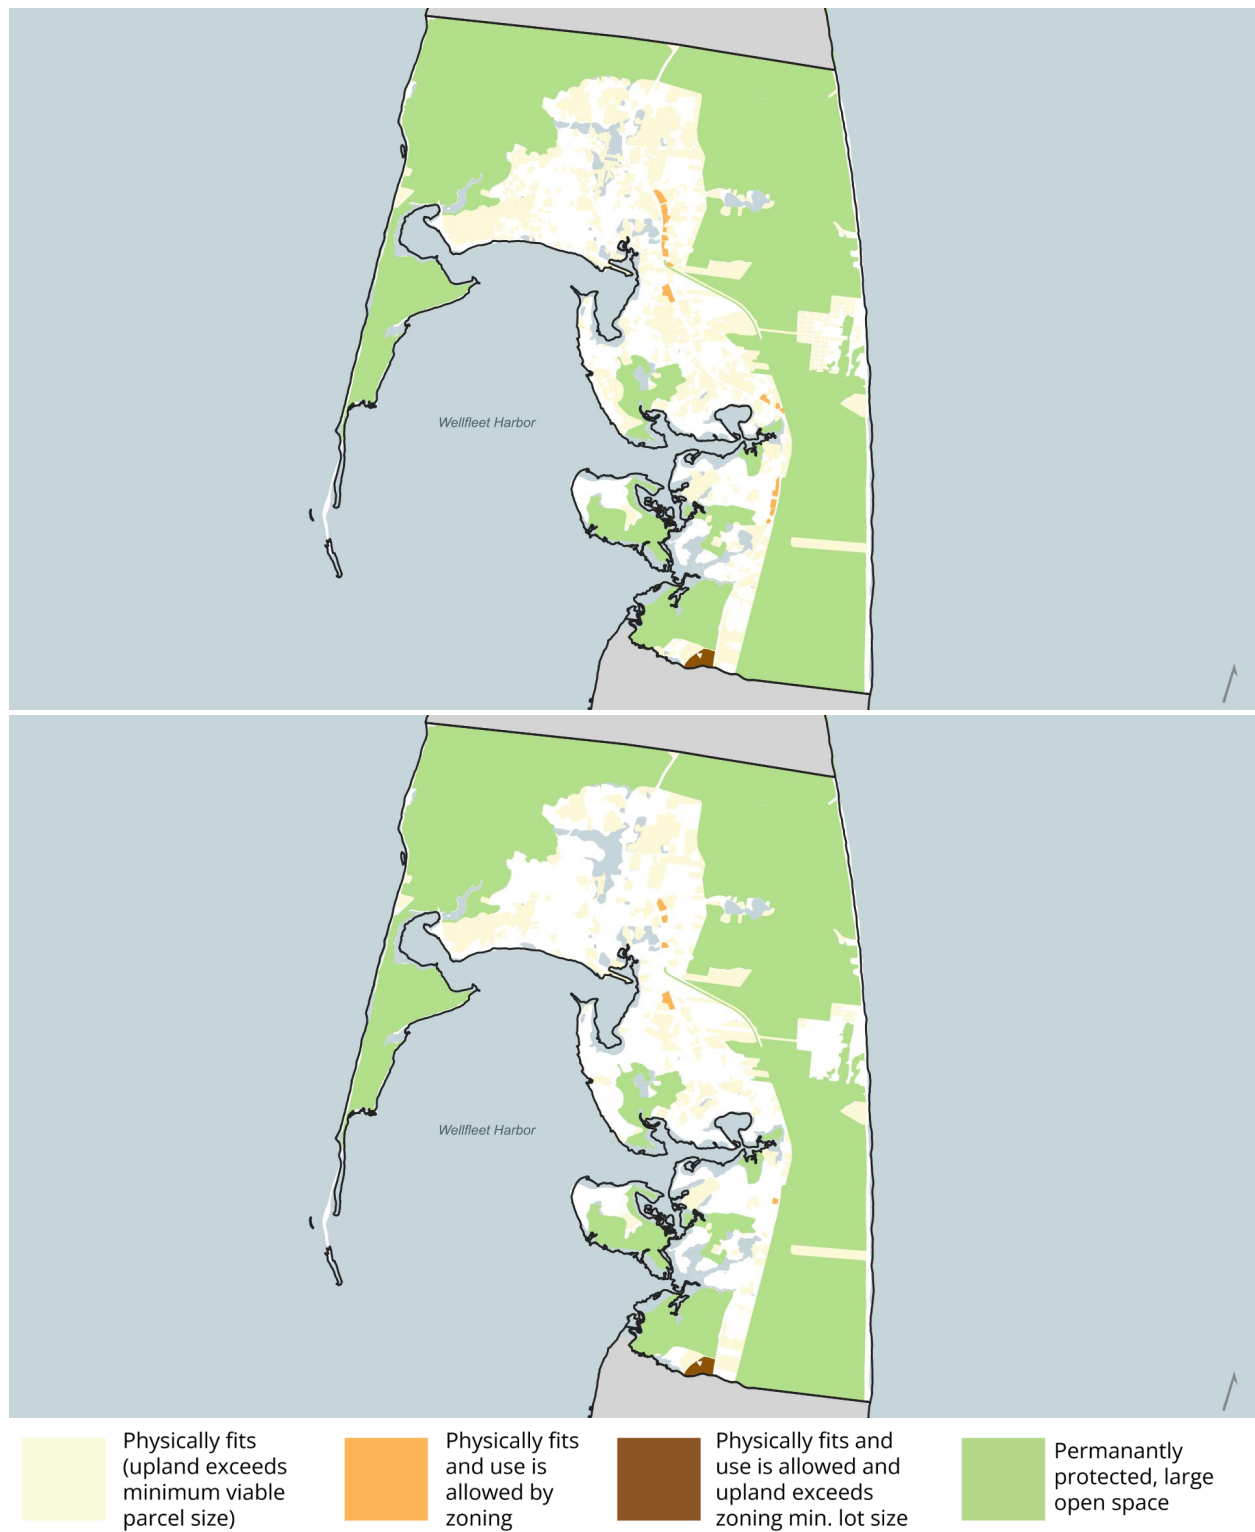 Wellfleet Harbor
Wellfleet Harbor
Physically fits
(upland exceeds
minimum viable
parcel size)
Physically fits
and use is
allowed by
zoning
Physically fits and
use is allowed and
upland exceeds
zoning min. lot size
Permanantly
protected, large
open space